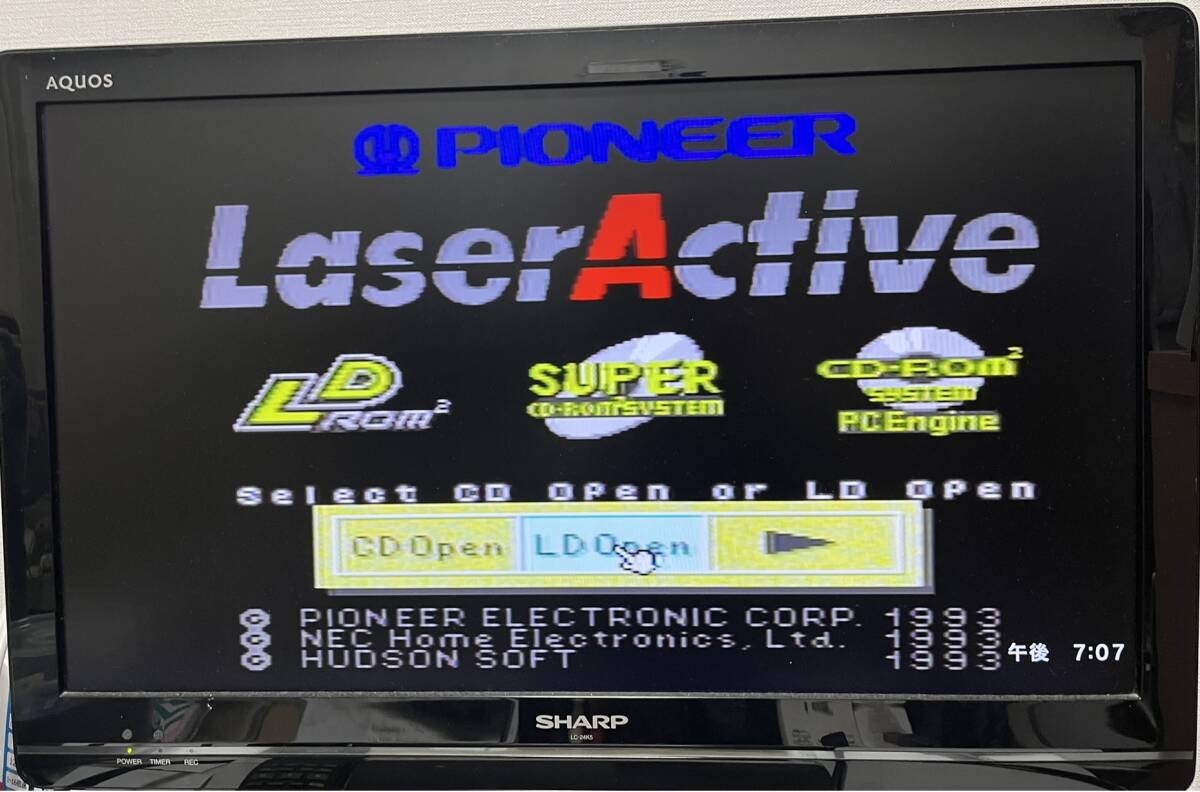 AQUOS
PIONEER
LaserActive
LD ROM²
SUPER CD-ROM² SYSTEM
CD-ROM² SYSTEM PC Engine
Select CD Open or LD Open
CD Open LD Open
© PIONEER ELECTRONIC CORP. 1993
© NEC Home Electronics, Ltd. 1993
© HUDSON SOFT 1993
午後 7:07
SHARP
LC-24K5
POWER TIMER REC